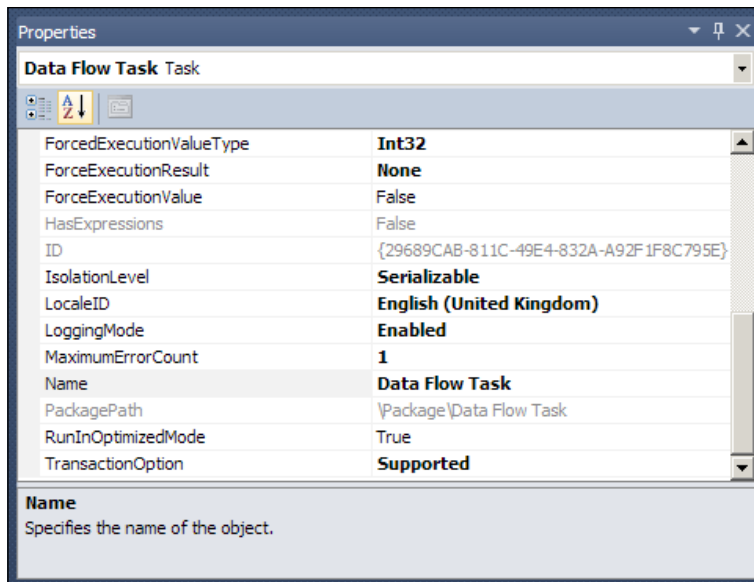 Properties
Data Flow Task Task
ForcedExecutionValueType Int32
ForceExecutionResult None
ForceExecutionValue False
HasExpressions False
ID {29689CAB-811C-49E4-832A-A92F1F8C795E}
IsolationLevel Serializable
LocaleID English (United Kingdom)
LoggingMode Enabled
MaximumErrorCount 1
Name Data Flow Task
PackagePath \Package\Data Flow Task
RunInOptimizedMode True
TransactionOption Supported
Name
Specifies the name of the object.